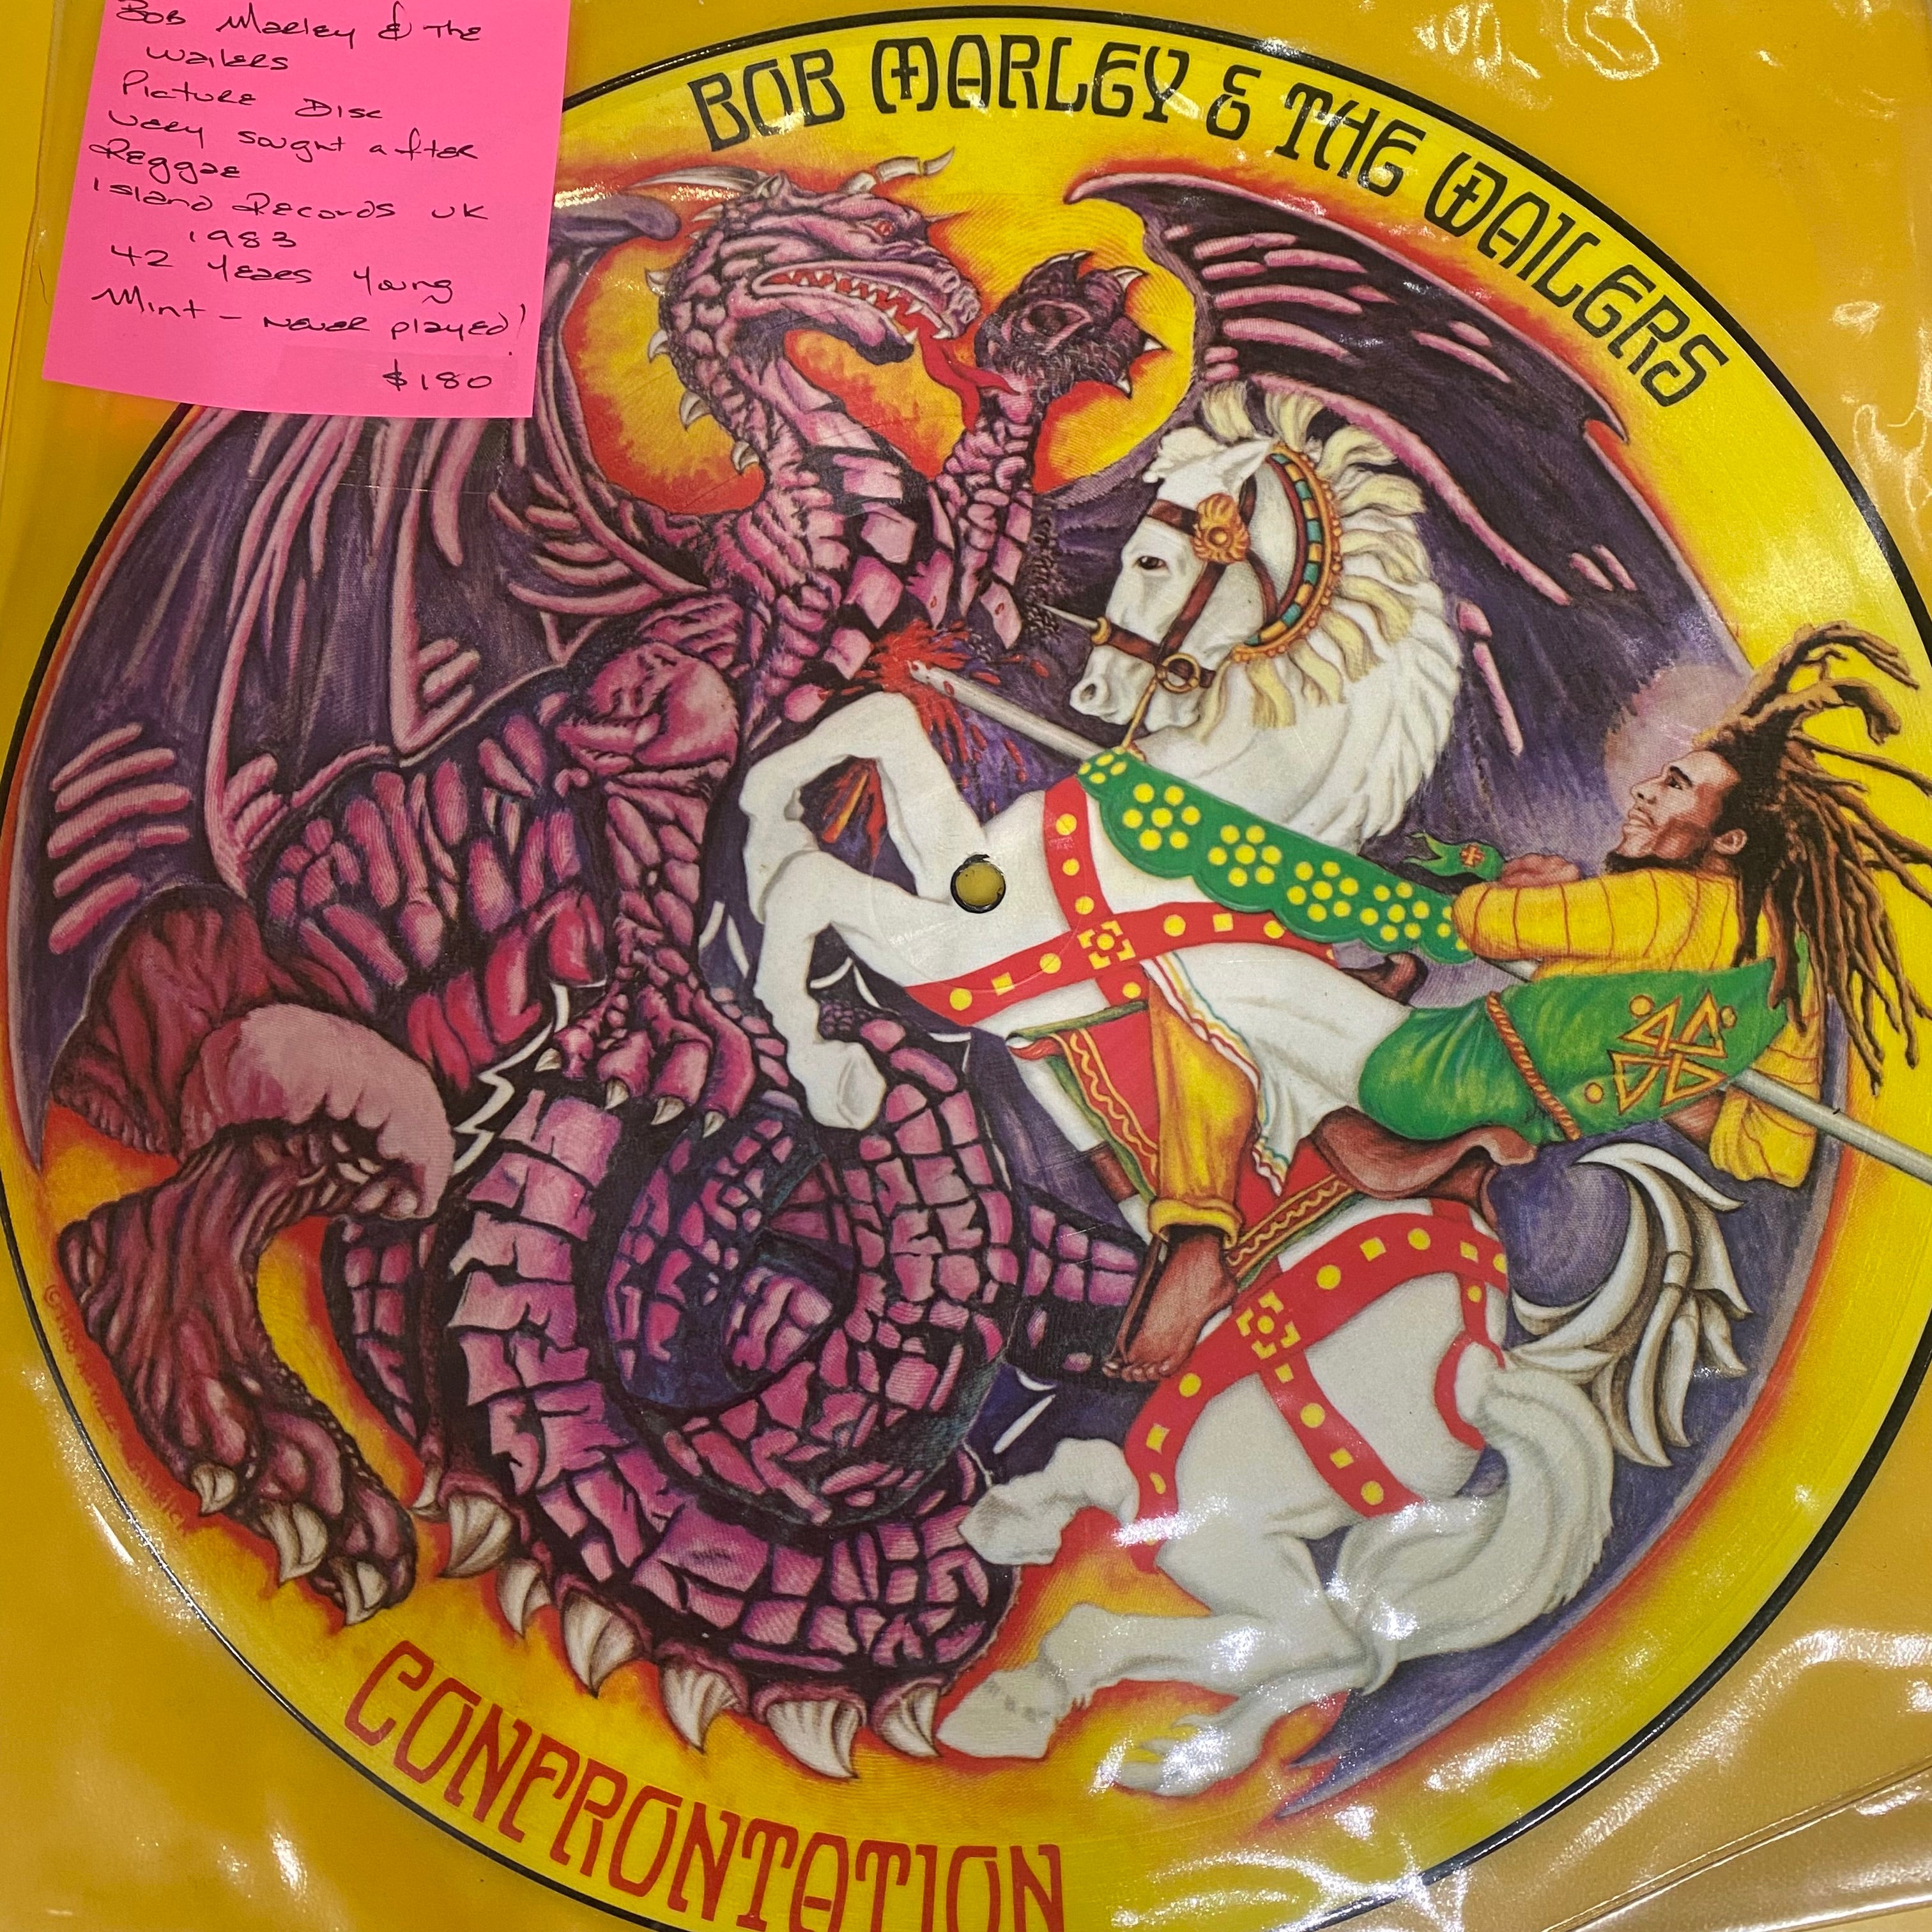 Bob Marley & The
Wailers
Picture Disc
very sought after
Reggae
Island Records UK
1983
42 Years Young
Mint - never played!
$180
BOB MARLEY & THE WAILERS
CONFRONTATION